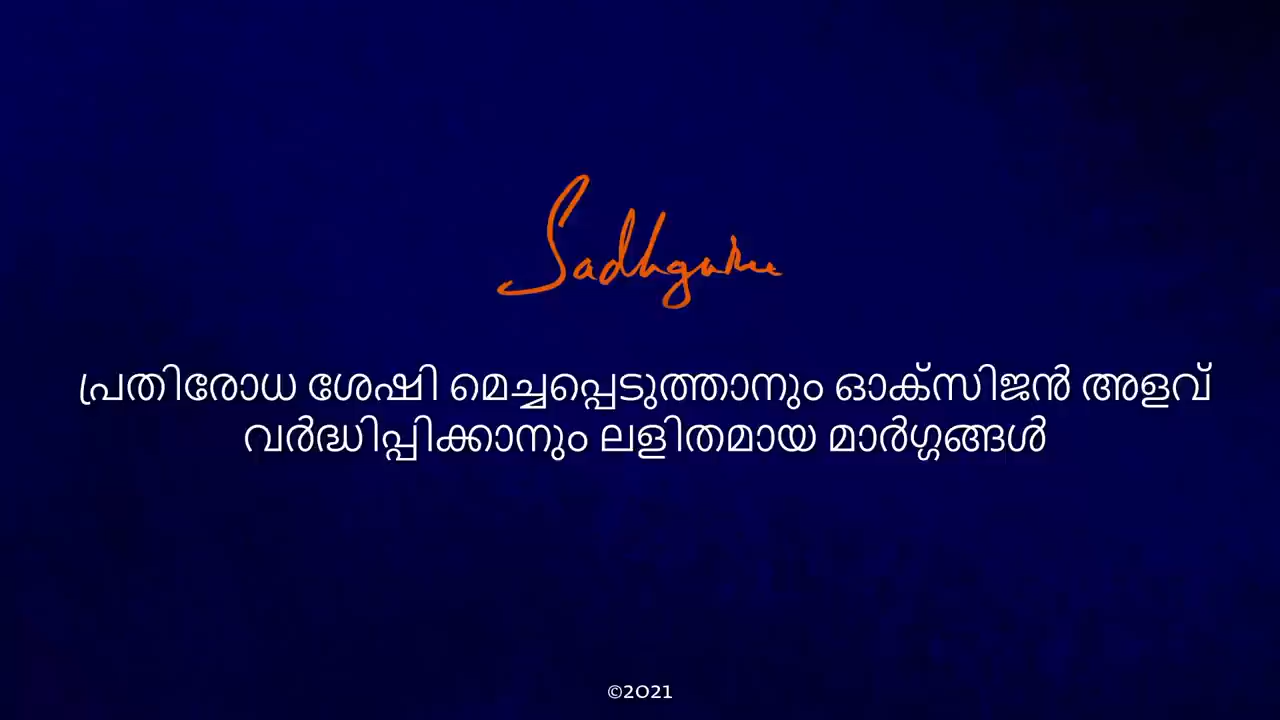 Sadhguru
പ്രതിരോധ ശേഷി മെച്ചപ്പെടുത്താനും ഓക്സിജൻ അളവ്
വർദ്ധിപ്പിക്കാനും ലളിതമായ മാർഗ്ഗങ്ങൾ
©2021